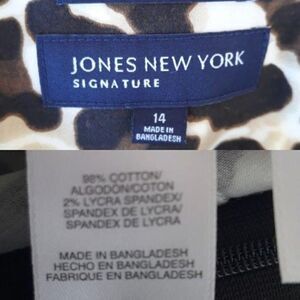 JONES NEW YORK
SIGNATURE
14
MADE IN
BANGLADESH
98% COTTON/
ALGODÓN/COTON
2% LYCRA SPANDEX/
SPANDEX DE LYCRA/
SPANDEX DE LYCRA
MADE IN BANGLADESH
HECHO EN BANGLADESH
FABRIQUE EN BANGLADESH